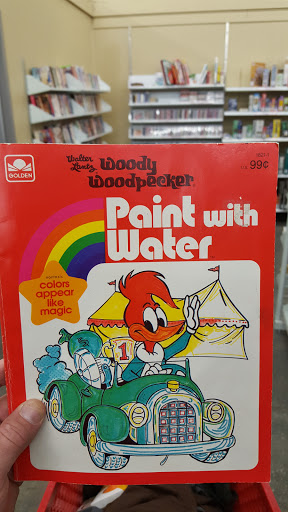 Walter
Lantz
Woody
Woodpecker
99¢
GOLDEN
Paint with
Water
colors
appear
like
magic
1